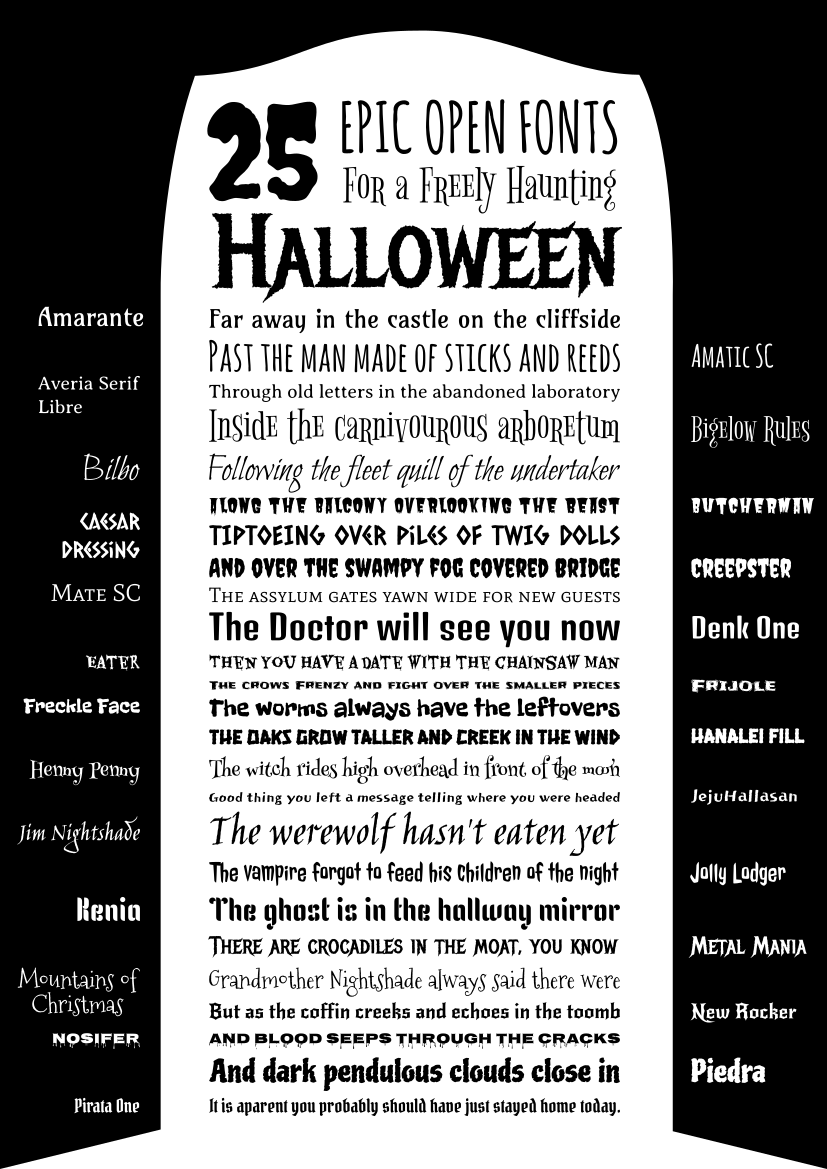 25 EPIC OPEN FONTS
For a Freely Haunting
Halloween
Far away in the castle on the cliffside
Past the man made of sticks and reeds
Through old letters in the abandoned laboratory
Inside the carnivourous arboretum
Following the fleet quill of the undertaker
Along the balcony overlooking the beast
Tiptoeing over piles of twig dolls
And over the swampy fog covered bridge
The assylum gates yawn wide for new guests
The Doctor will see you now
Then you have a date with the chainsaw man
The crows frenzy and fight over the smaller pieces
The worms always have the leftovers
The oaks grow taller and creek in the wind
The witch rides high overhead in front of the moon
Good thing you left a message telling where you were headed
The werewolf hasn't eaten yet
The vampire forgot to feed his children of the night
The ghost is in the hallway mirror
There are crocadiles in the moat, you know
Grandmother Nightshade always said there were
But as the coffin creeks and echoes in the toomb
And blood seeps through the cracks
And dark pendulous clouds close in
It is aparent you probably should have just stayed home today.
Amarante
Averia Serif
Libre
Bilbo
Caesar
Dressing
Mate SC
Eater
Freckle Face
Henny Penny
Jim Nightshade
Kenia
Mountains of
Christmas
Nosifer
Pirata One
Amatic SC
Bigelow Rules
Butcherman
Creepster
Denk One
Frijole
Hanalei Fill
JejuHallasan
Jolly Lodger
Metal Mania
New Rocker
Piedra